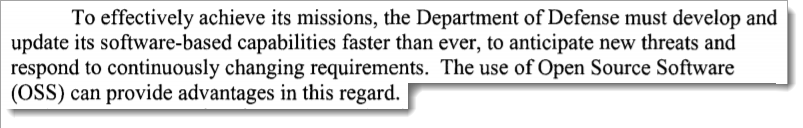 To effectively achieve its missions, the Department of Defense must develop and
update its software-based capabilities faster than ever, to anticipate new threats and
respond to continuously changing requirements.  The use of Open Source Software
(OSS) can provide advantages in this regard.